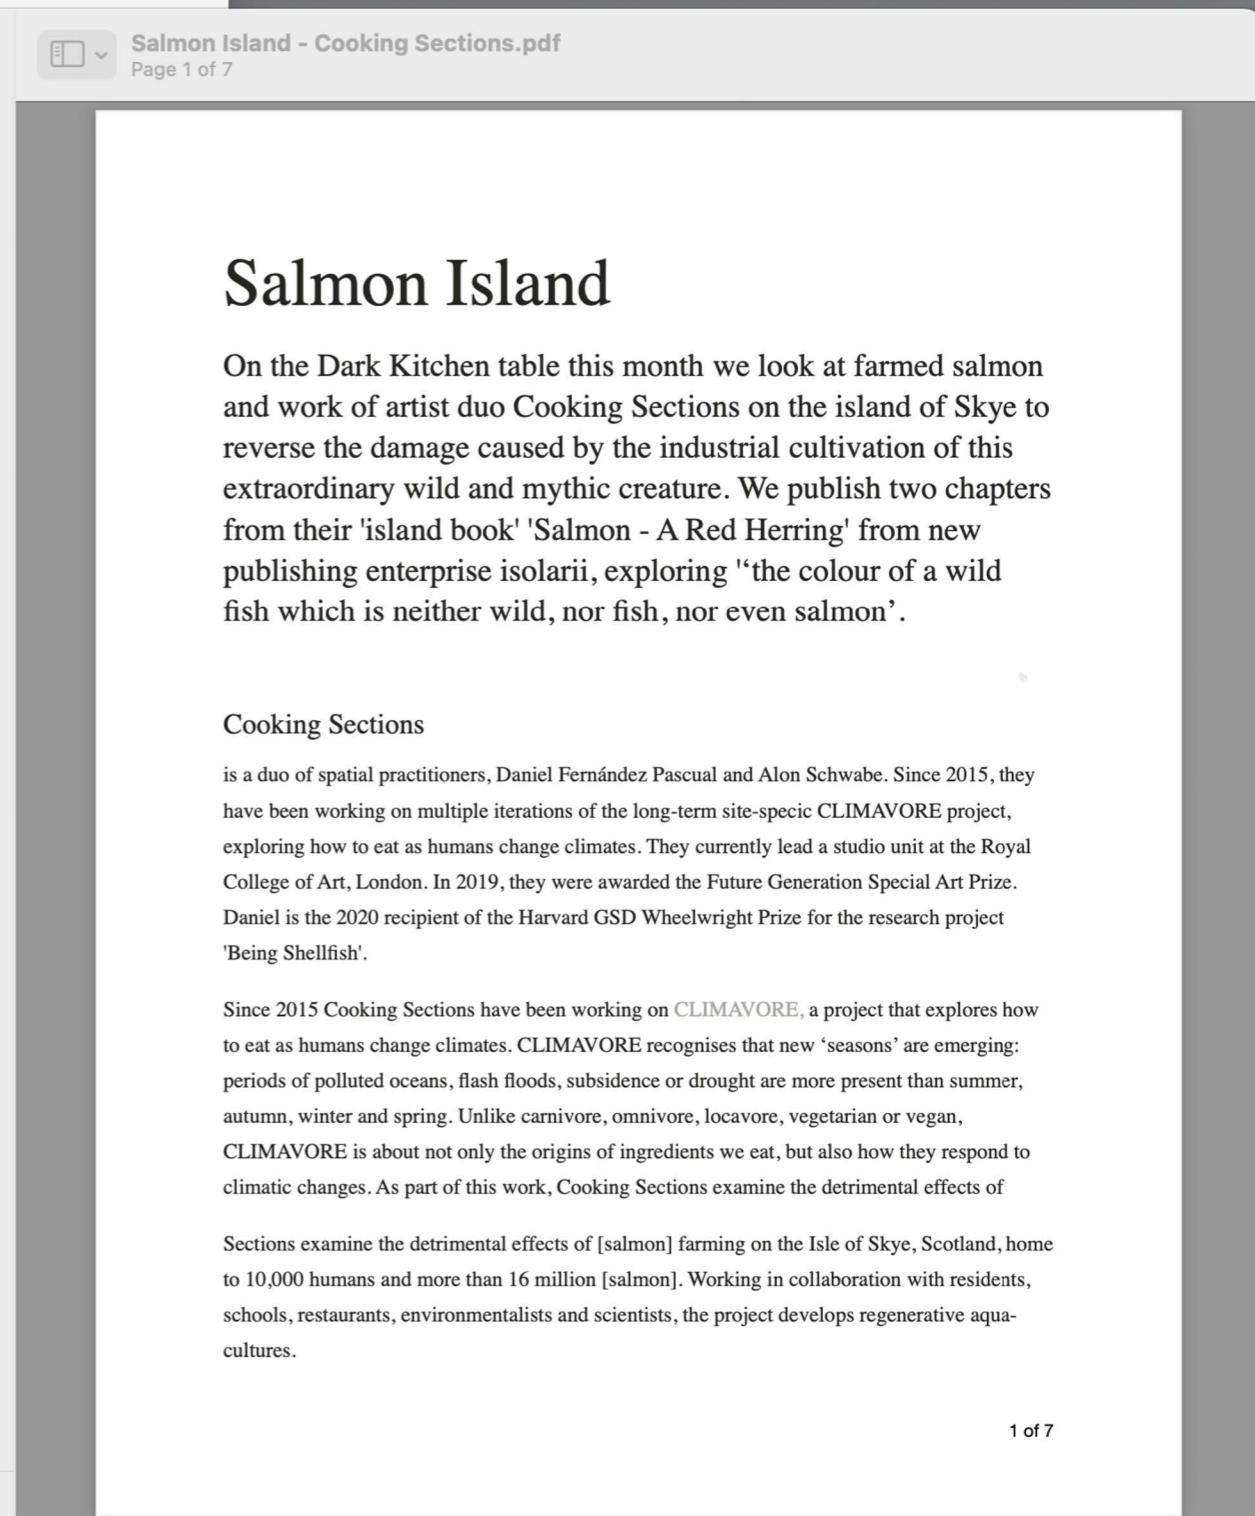 Salmon Island - Cooking Sections.pdf
Page 1 of 7
Salmon Island
On the Dark Kitchen table this month we look at farmed salmon
and work of artist duo Cooking Sections on the island of Skye to
reverse the damage caused by the industrial cultivation of this
extraordinary wild and mythic creature. We publish two chapters
from their 'island book' 'Salmon - A Red Herring' from new
publishing enterprise isolarii, exploring '‘the colour of a wild
fish which is neither wild, nor fish, nor even salmon’.
Cooking Sections
is a duo of spatial practitioners, Daniel Fernández Pascual and Alon Schwabe. Since 2015, they
have been working on multiple iterations of the long-term site-specic CLIMAVORE project,
exploring how to eat as humans change climates. They currently lead a studio unit at the Royal
College of Art, London. In 2019, they were awarded the Future Generation Special Art Prize.
Daniel is the 2020 recipient of the Harvard GSD Wheelwright Prize for the research project
'Being Shellfish'.
Since 2015 Cooking Sections have been working on CLIMAVORE, a project that explores how
to eat as humans change climates. CLIMAVORE recognises that new ‘seasons’ are emerging:
periods of polluted oceans, flash floods, subsidence or drought are more present than summer,
autumn, winter and spring. Unlike carnivore, omnivore, locavore, vegetarian or vegan,
CLIMAVORE is about not only the origins of ingredients we eat, but also how they respond to
climatic changes. As part of this work, Cooking Sections examine the detrimental effects of
Sections examine the detrimental effects of [salmon] farming on the Isle of Skye, Scotland, home
to 10,000 humans and more than 16 million [salmon]. Working in collaboration with residents,
schools, restaurants, environmentalists and scientists, the project develops regenerative aqua-
cultures.
1 of 7